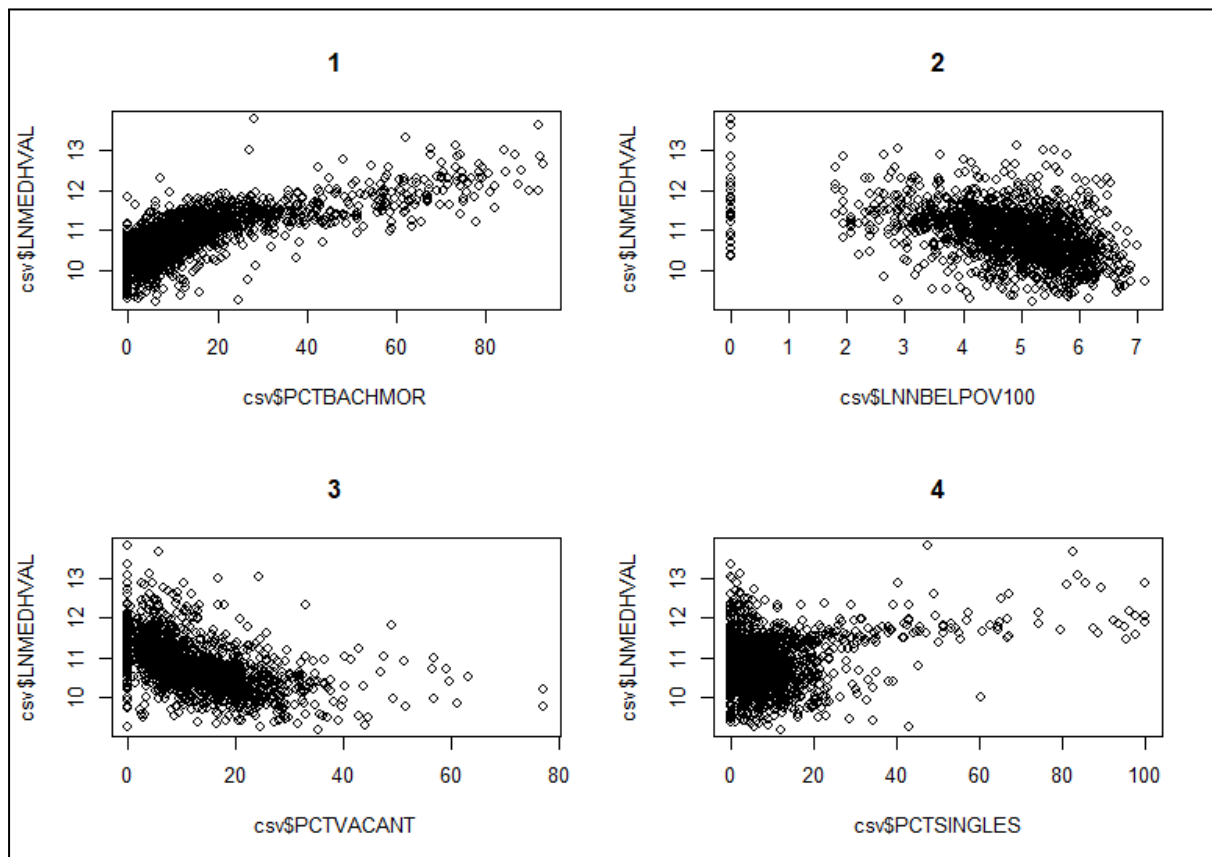 1
csv$LNMEDHVAL
13
12
11
10
0 20 40 60 80
csv$PCTBACHMOR
2
csv$LNMEDHVAL
13
12
11
10
0 1 2 3 4 5 6 7
csv$LNNBELPOV100
3
csv$LNMEDHVAL
13
12
11
10
0 20 40 60 80
csv$PCTVACANT
4
csv$LNMEDHVAL
13
12
11
10
0 20 40 60 80 100
csv$PCTSINGLES